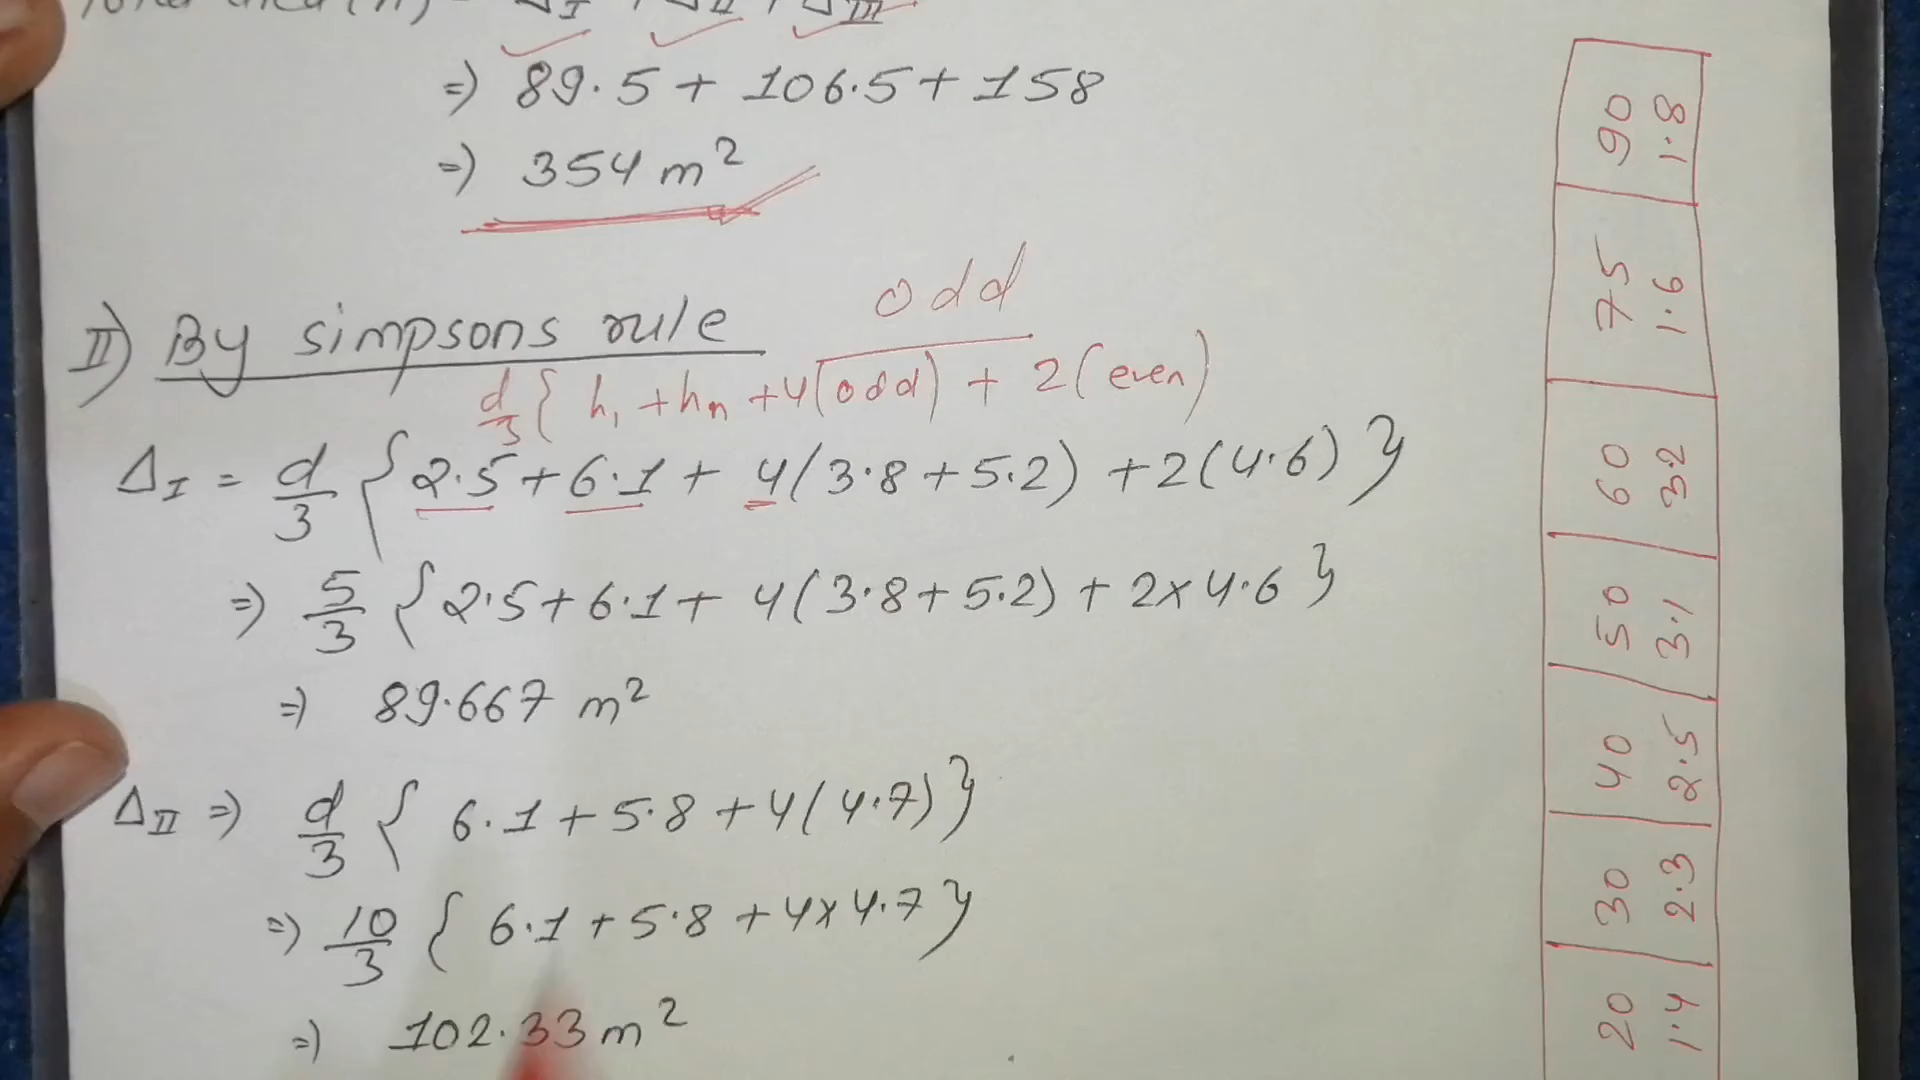 =) 89.5 + 106.5 + 158
=) 354 m²
II) By simpsons rule
odd
d/3 { h₁ + hn + 4(odd) + 2(even)
Δ_I = d/3 { 2.5 + 6.1 + 4(3.8 + 5.2) + 2(4.6) }
=) 5/3 { 2.5 + 6.1 + 4(3.8 + 5.2) + 2×4.6 }
=) 89.667 m²
Δ_II =) d/3 { 6.1 + 5.8 + 4(4.7) }
=) 10/3 { 6.1 + 5.8 + 4×4.7 }
=) 102.33 m²
20 30 40 50 60 75 90
1.4 2.3 2.5 3.1 3.2 1.6 1.8